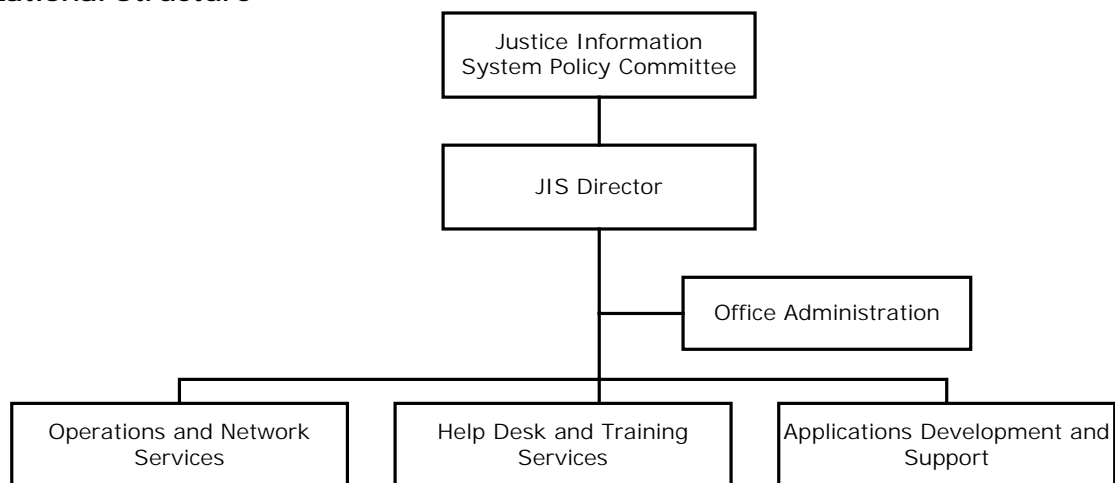 Justice Information
System Policy Committee
JIS Director
Office Administration
Operations and Network
Services
Help Desk and Training
Services
Applications Development and
Support